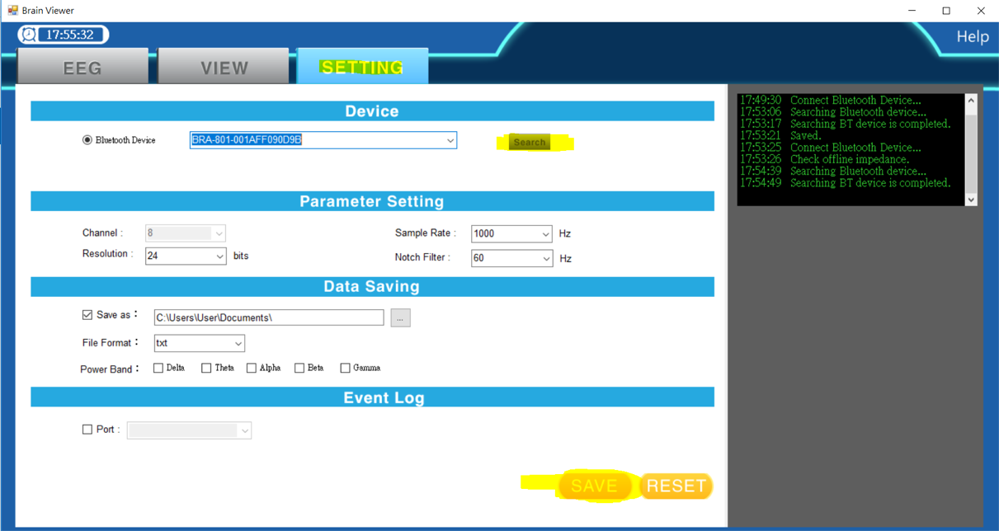 Brain Viewer
17:55:32
Help
EEG
VIEW
SETTING
Device
Bluetooth Device
BRA-801-001AFF090D9B
Search
Parameter Setting
Channel : 8
Sample Rate : 1000 Hz
Resolution : 24 bits
Notch Filter : 60 Hz
Data Saving
Save as : C:\Users\User\Documents\ ...
File Format : txt
Power Band : Delta Theta Alpha Beta Gamma
Event Log
Port :
SAVE
RESET
17:49:30 Connect Bluetooth Device...
17:53:06 Searching Bluetooth device...
17:53:17 Searching BT device is completed.
17:53:21 Saved.
17:53:25 Connect Bluetooth Device...
17:53:26 Check offline impedance.
17:54:39 Searching Bluetooth device...
17:54:49 Searching BT device is completed.